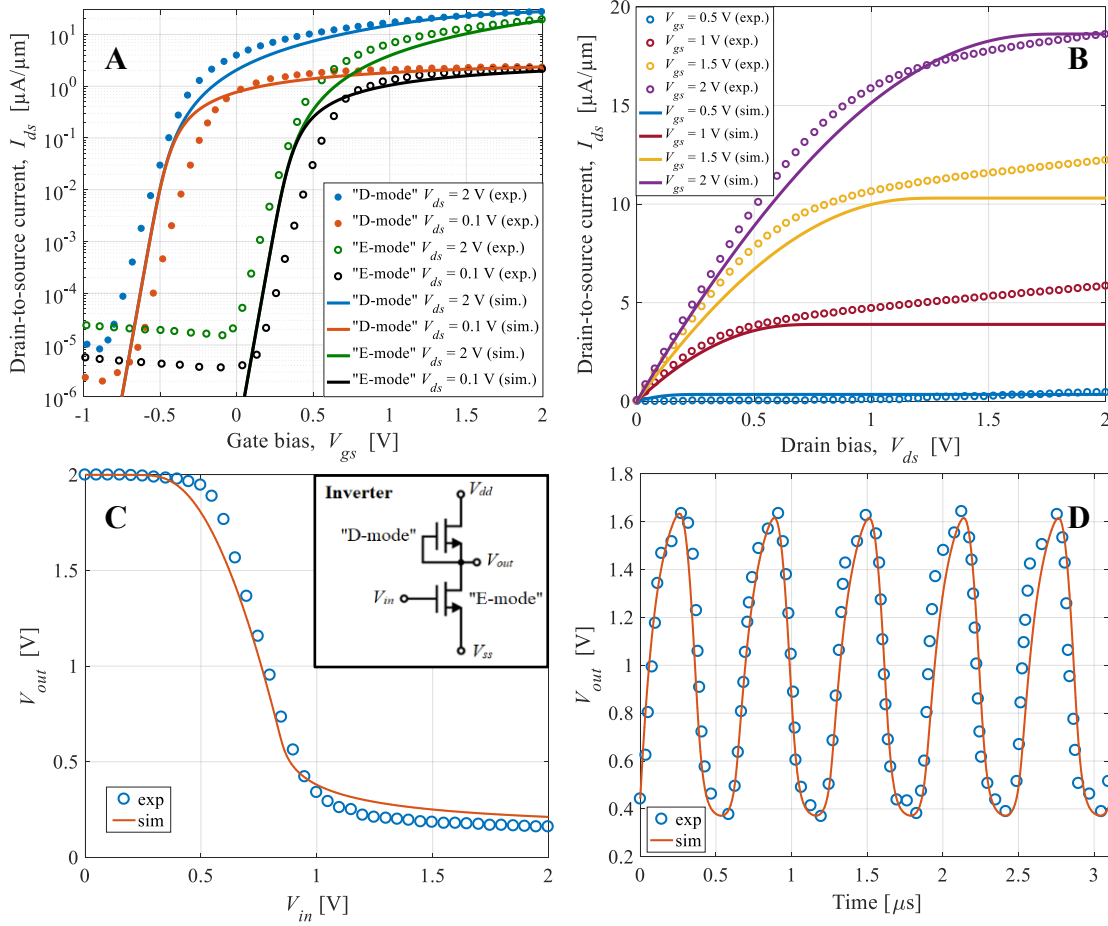 A
Drain-to-source current, I_ds [μA/μm]
10^1
10^0
10^-1
10^-2
10^-3
10^-4
10^-5
10^-6
"D-mode" V_ds = 2 V (exp.)
"D-mode" V_ds = 0.1 V (exp.)
"E-mode" V_ds = 2 V (exp.)
"E-mode" V_ds = 0.1 V (exp.)
"D-mode" V_ds = 2 V (sim.)
"D-mode" V_ds = 0.1 V (sim.)
"E-mode" V_ds = 2 V (sim.)
"E-mode" V_ds = 0.1 V (sim.)
-1 -0.5 0 0.5 1 1.5 2
Gate bias, V_gs [V]
B
Drain-to-source current, I_ds [μA/μm]
20
15
10
5
0
V_gs = 0.5 V (exp.)
V_gs = 1 V (exp.)
V_gs = 1.5 V (exp.)
V_gs = 2 V (exp.)
V_gs = 0.5 V (sim.)
V_gs = 1 V (sim.)
V_gs = 1.5 V (sim.)
V_gs = 2 V (sim.)
0 0.5 1 1.5 2
Drain bias, V_ds [V]
C
V_out [V]
2
1.5
1
0.5
0
Inverter
V_dd
"D-mode"
V_out
V_in
"E-mode"
V_ss
exp
sim
0 0.5 1 1.5 2
V_in [V]
D
V_out [V]
1.8
1.6
1.4
1.2
1
0.8
0.6
0.4
0.2
exp
sim
0 0.5 1 1.5 2 2.5 3
Time [μs]